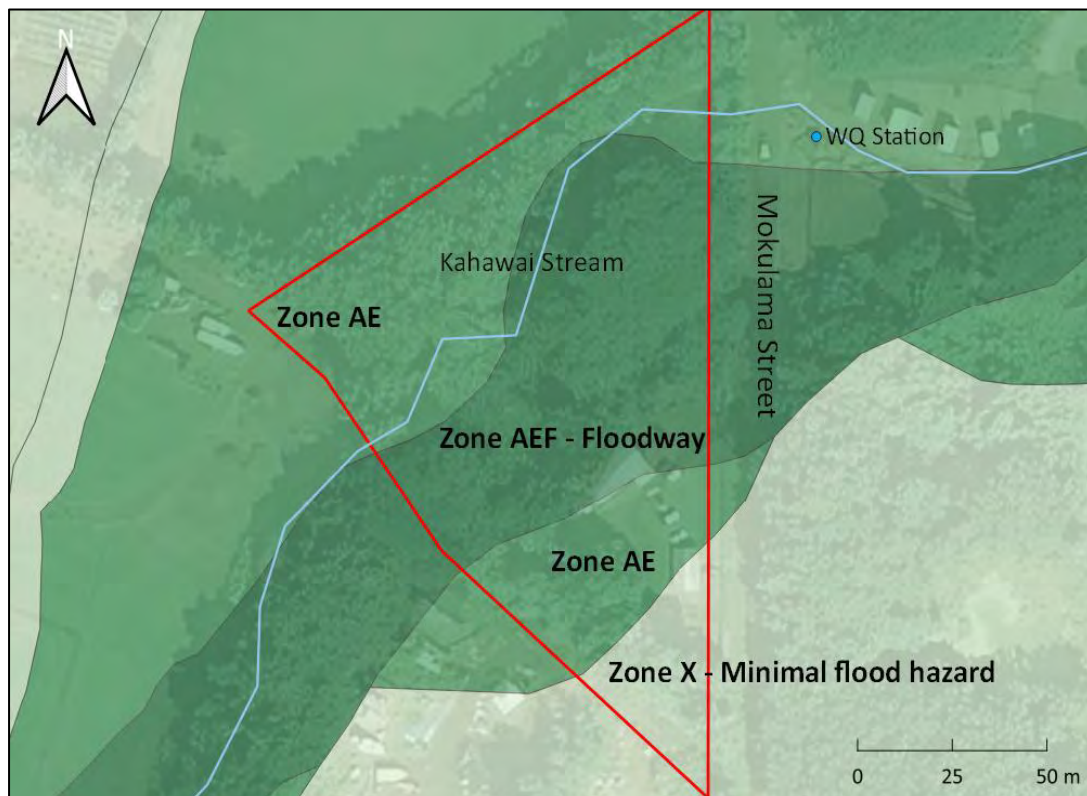 N
WQ Station
Mokulama Street
Kahawai Stream
Zone AE
Zone AEF - Floodway
Zone AE
Zone X - Minimal flood hazard
0 25 50 m